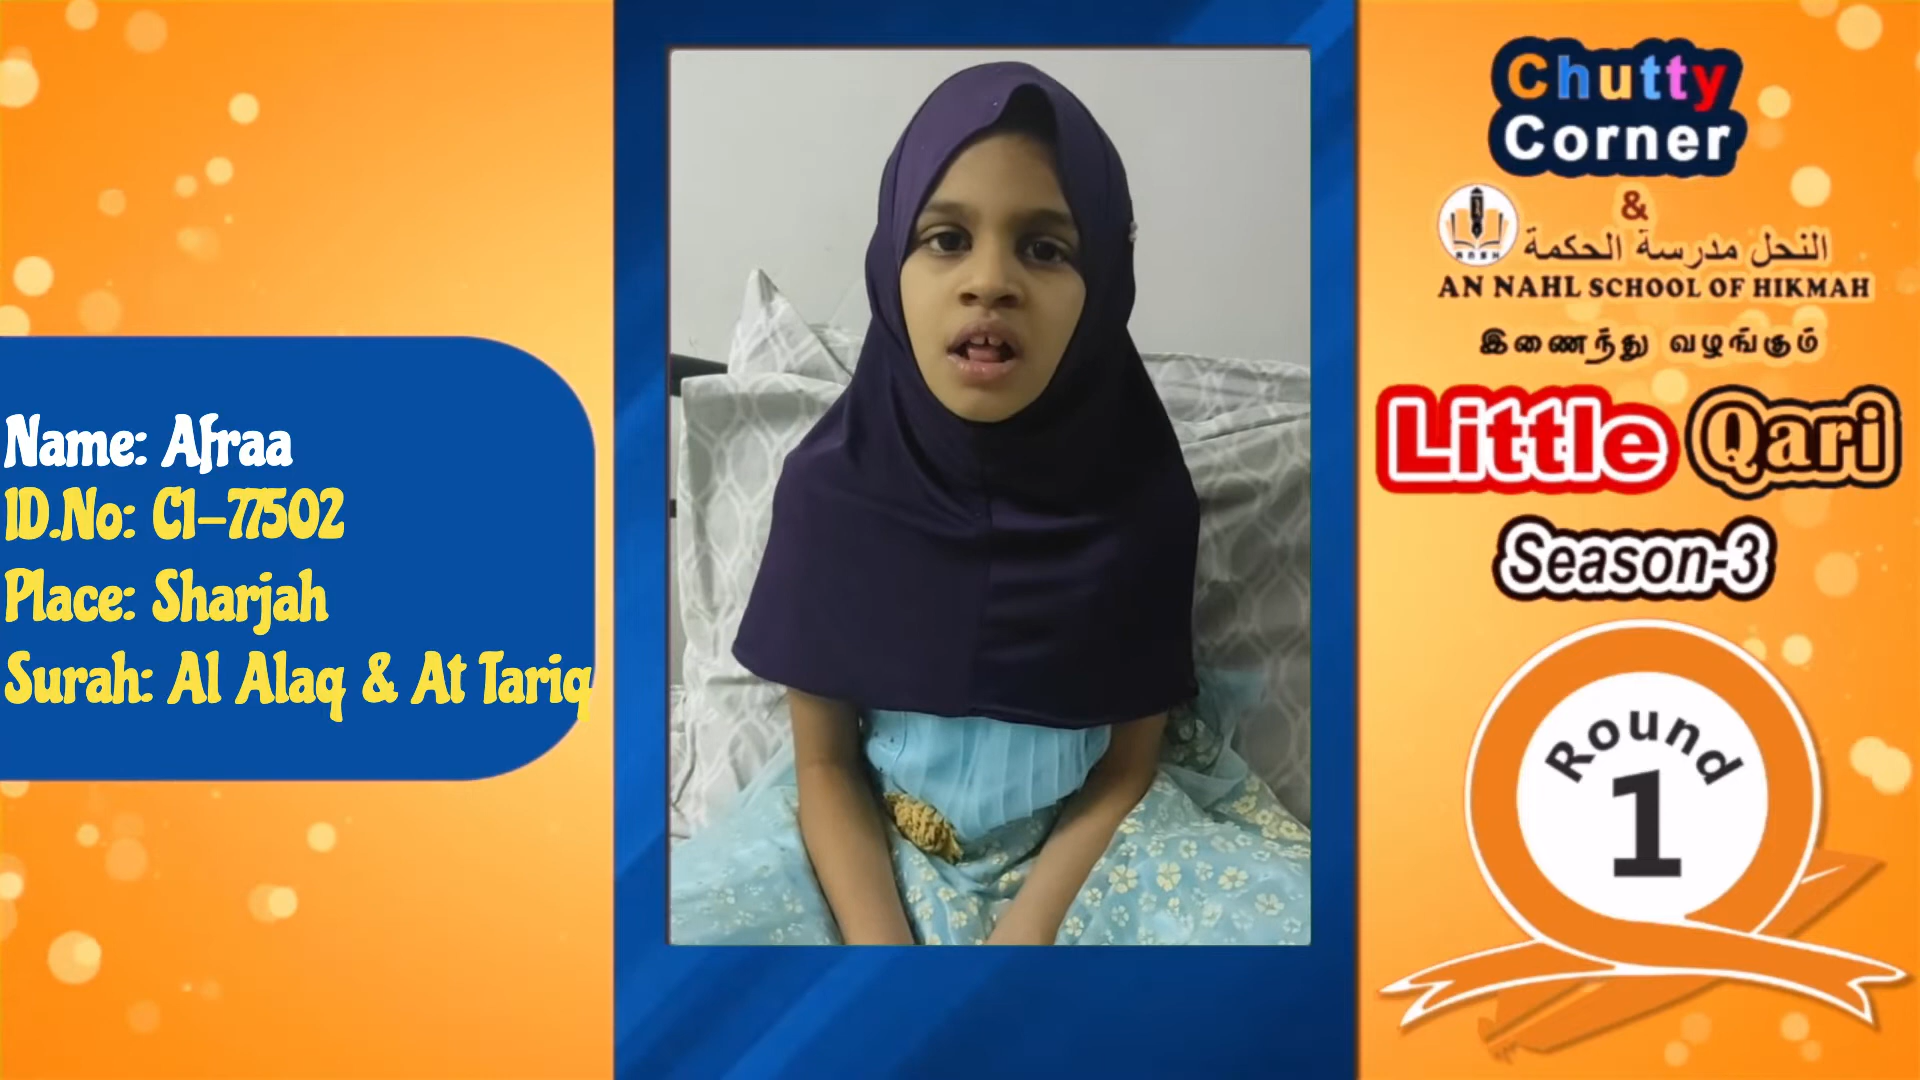 Name: Afraa
ID.No: C1-77502
Place: Sharjah
Surah: Al Alaq & At Tariq
Chutty
Corner
&
النحل مدرسة الحكمة
AN NAHL SCHOOL OF HIKMAH
இணைந்து வழங்கும்
Little Qari
Season-3
Round
1